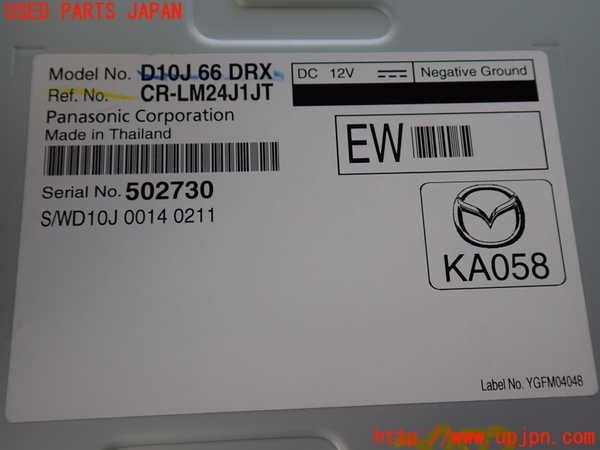 USED PARTS JAPAN
Model No. D10J 66 DRX
DC 12V Negative Ground
Ref. No. CR-LM24J1JT
Panasonic Corporation
Made in Thailand
EW
Serial No. 502730
S/WD10J 0014 0211
KA058
Label No. YGFM04048
http://www.upjpn.com